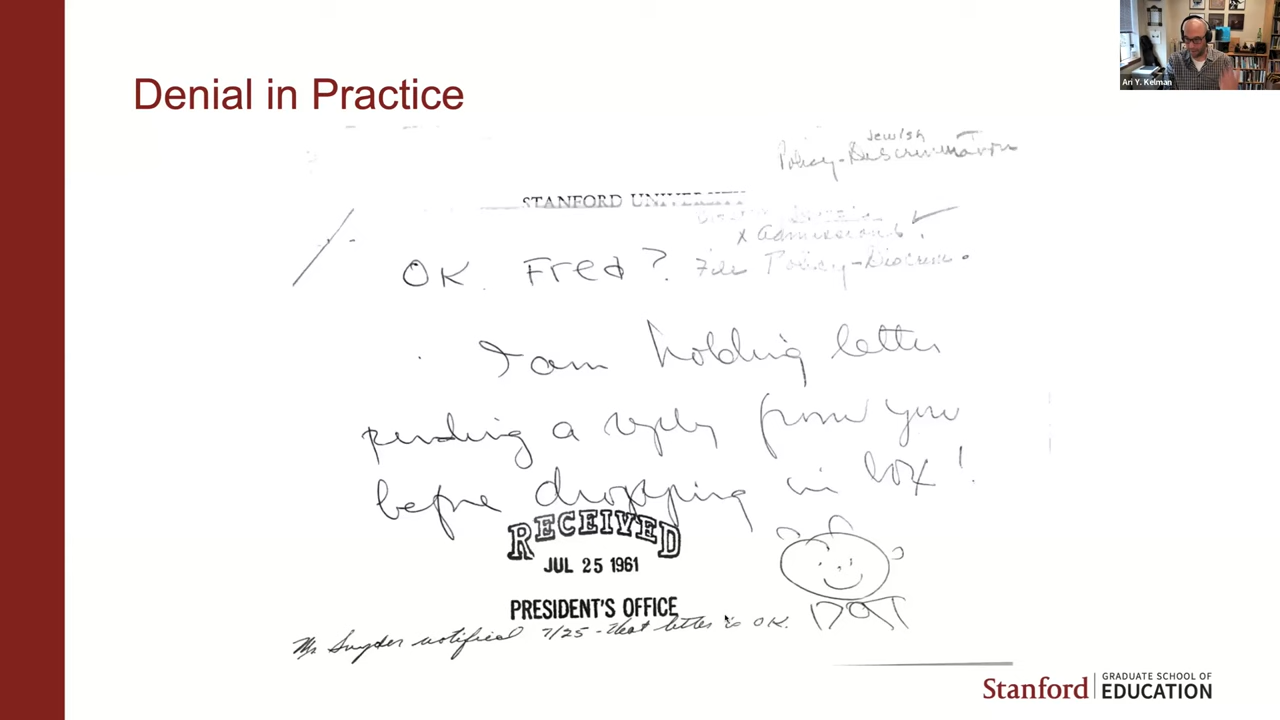 Ari Y. Kelman
Denial in Practice
Jewish
Policy-Discrimination
STANFORD UNIVERSITY
x Admissions ✓
OK. Fred? File Policy-Discrim.
I am holding letter
pending a reply from you
before dropping in box!
RECEIVED
JUL 25 1961
PRESIDENT'S OFFICE
DOT
Mr Snyder notified 7/25-that letter is OK.
Stanford
GRADUATE SCHOOL OF
EDUCATION